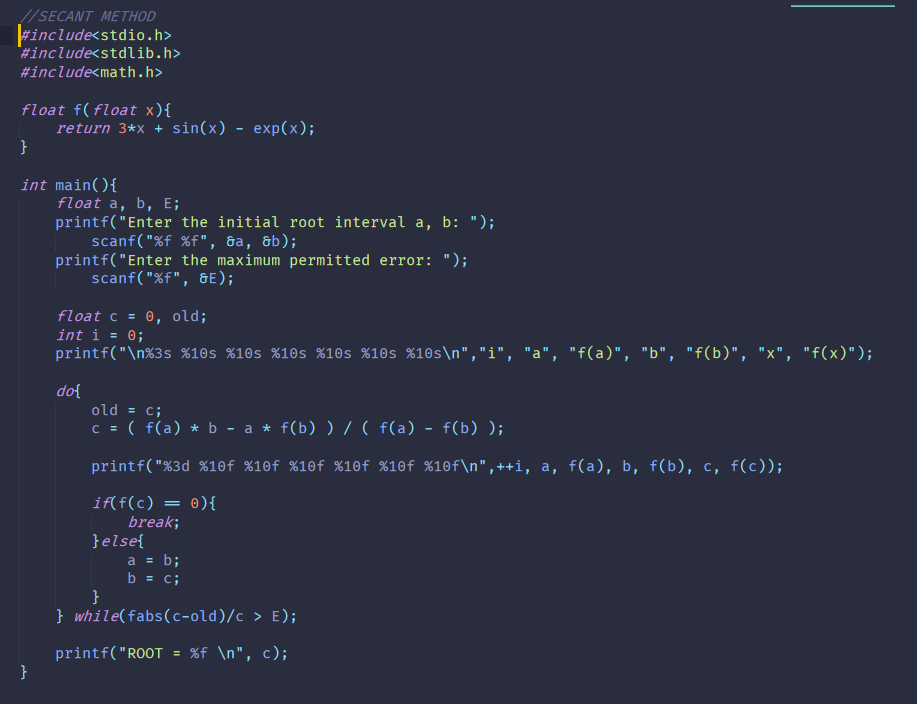 //SECANT METHOD
#include<stdio.h>
#include<stdlib.h>
#include<math.h>

float f(float x){
    return 3*x + sin(x) - exp(x);
}

int main(){
    float a, b, E;
    printf("Enter the initial root interval a, b: ");
        scanf("%f %f", &a, &b);
    printf("Enter the maximum permitted error: ");
        scanf("%f", &E);

    float c = 0, old;
    int i = 0;
    printf("\n%3s %10s %10s %10s %10s %10s %10s\n","i", "a", "f(a)", "b", "f(b)", "x", "f(x)");

    do{
        old = c;
        c = ( f(a) * b - a * f(b) ) / ( f(a) - f(b) );

        printf("%3d %10f %10f %10f %10f %10f %10f\n",++i, a, f(a), b, f(b), c, f(c));

        if(f(c) == 0){
            break;
        }else{
            a = b;
            b = c;
        }
    } while(fabs(c-old)/c > E);

    printf("ROOT = %f \n", c);
}